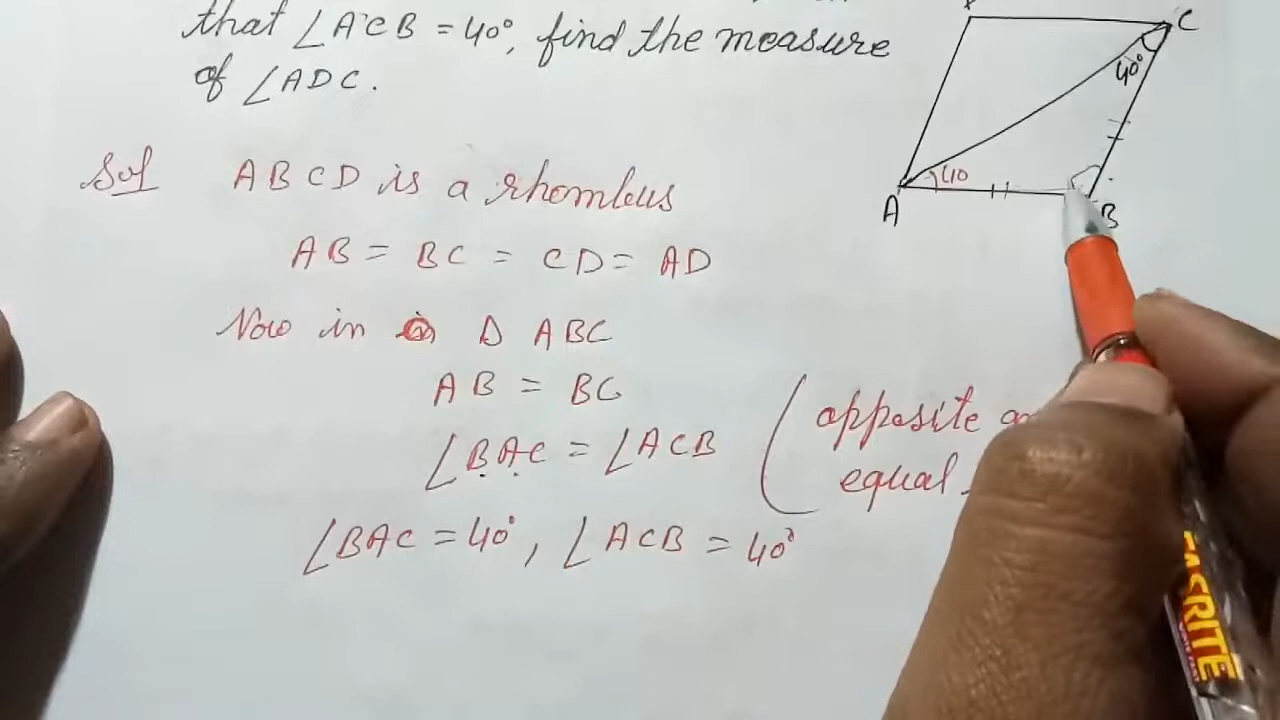 that ∠ACB = 40°, find the measure
of ∠ADC.
C
40°
Sol ABCD is a rhombus
40
A
B
AB = BC = CD = AD
Now in Δ ABC
AB = BC
∠BAC = ∠ACB (opposite
equal
∠BAC = 40°, ∠ACB = 40°